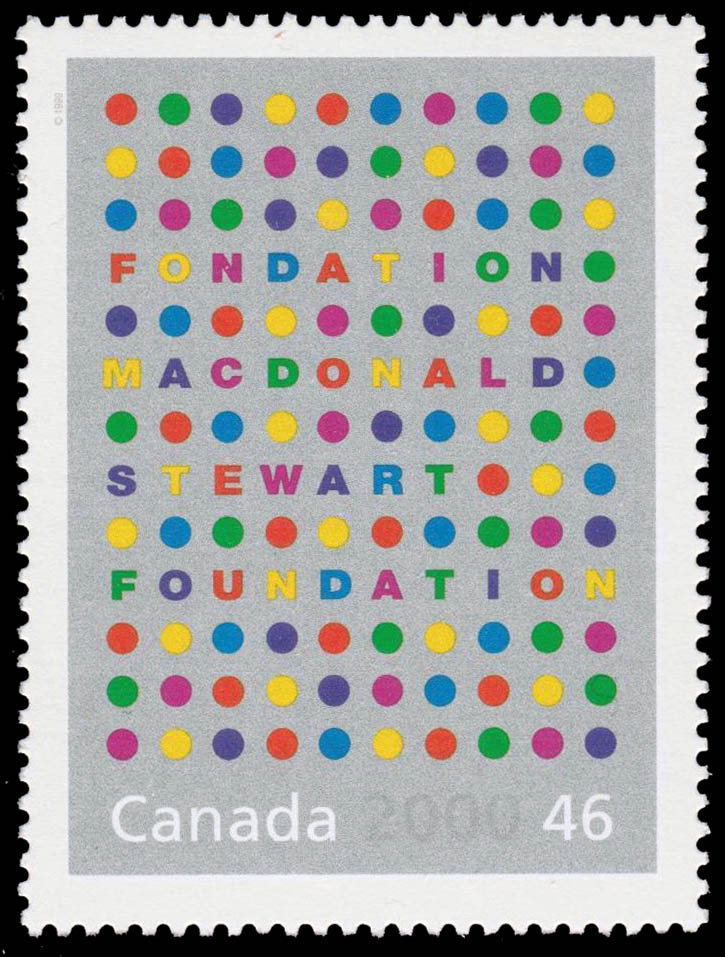 © 1999
FONDATION
MACDONALD
STEWART
FOUNDATION
Canada 2000 46